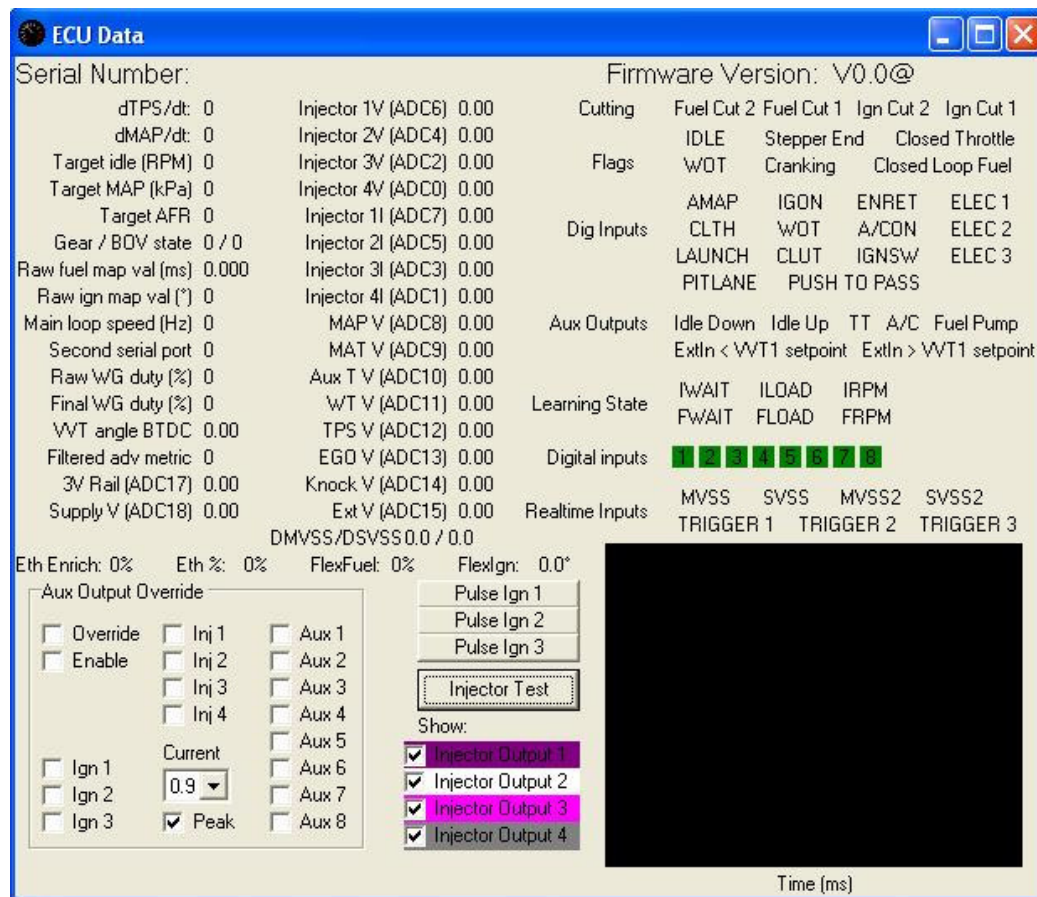 ECU Data
Serial Number: Firmware Version: V0.0@
dTPS/dt: 0 Injector 1V (ADC6) 0.00 Cutting Fuel Cut 2 Fuel Cut 1 Ign Cut 2 Ign Cut 1
dMAP/dt: 0 Injector 2V (ADC4) 0.00 IDLE Stepper End Closed Throttle
Target idle (RPM) 0 Injector 3V (ADC2) 0.00 Flags WOT Cranking Closed Loop Fuel
Target MAP (kPa) 0 Injector 4V (ADC0) 0.00
Target AFR 0 Injector 1I (ADC7) 0.00 AMAP IGON ENRET ELEC 1
Gear / BOV state 0 / 0 Injector 2I (ADC5) 0.00 Dig Inputs CLTH WOT A/CON ELEC 2
Raw fuel map val (ms) 0.000 Injector 3I (ADC3) 0.00 LAUNCH CLUT IGNSW ELEC 3
Raw ign map val (°) 0 Injector 4I (ADC1) 0.00 PITLANE PUSH TO PASS
Main loop speed (Hz) 0 MAP V (ADC8) 0.00 Aux Outputs Idle Down Idle Up TT A/C Fuel Pump
Second serial port 0 MAT V (ADC9) 0.00 ExtIn < VVT1 setpoint ExtIn > VVT1 setpoint
Raw WG duty (%) 0 Aux T V (ADC10) 0.00 IWAIT ILOAD IRPM
Final WG duty (%) 0 WT V (ADC11) 0.00 Learning State FWAIT FLOAD FRPM
VVT angle BTDC 0.00 TPS V (ADC12) 0.00
Filtered adv metric 0 EGO V (ADC13) 0.00 Digital inputs 1 2 3 4 5 6 7 8
3V Rail (ADC17) 0.00 Knock V (ADC14) 0.00 MVSS SVSS MVSS2 SVSS2
Supply V (ADC18) 0.00 Ext V (ADC15) 0.00 Realtime Inputs TRIGGER 1 TRIGGER 2 TRIGGER 3
DMVSS/DSVSS 0.0 / 0.0
Eth Enrich: 0% Eth %: 0% FlexFuel: 0% FlexIgn: 0.0°
Aux Output Override Pulse Ign 1
Override Inj 1 Aux 1 Pulse Ign 2
Enable Inj 2 Aux 2 Pulse Ign 3
Inj 3 Aux 3 Injector Test
Inj 4 Aux 4 Show:
Current Aux 5 Injector Output 1
Ign 1 0.9 Aux 6 Injector Output 2
Ign 2 Aux 7 Injector Output 3
Ign 3 Peak Aux 8 Injector Output 4
Time (ms)